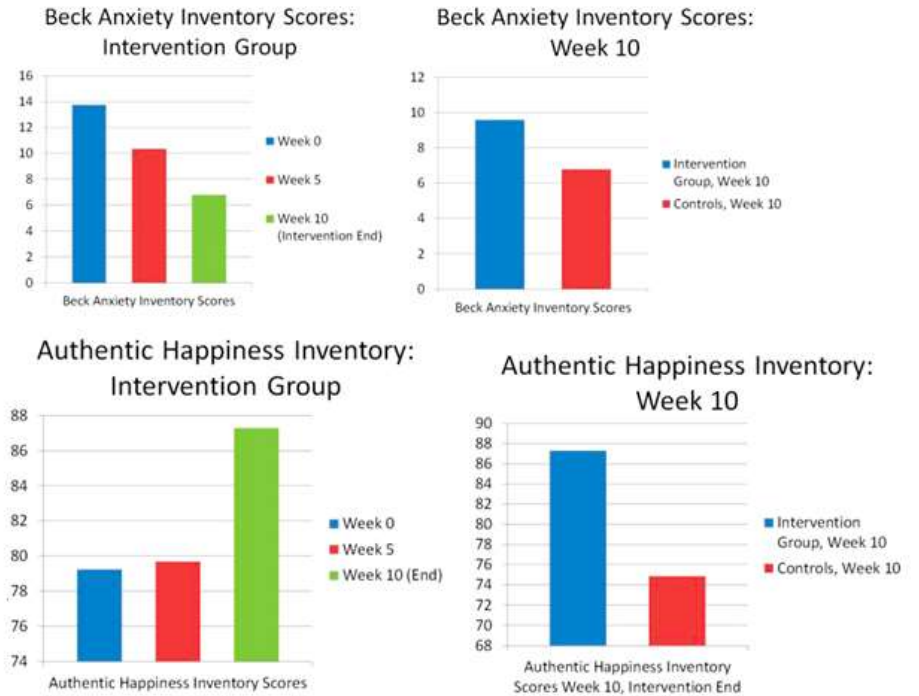 Beck Anxiety Inventory Scores:
Intervention Group
16
14
12
10
8
6
4
2
0
Week 0
Week 5
Week 10
(Intervention End)
Beck Anxiety Inventory Scores
Beck Anxiety Inventory Scores:
Week 10
12
10
8
6
4
2
0
Intervention
Group, Week 10
Controls, Week 10
Beck Anxiety Inventory Scores
Authentic Happiness Inventory:
Intervention Group
88
86
84
82
80
78
76
74
Week 0
Week 5
Week 10 (End)
Authentic Happiness Inventory Scores
Authentic Happiness Inventory:
Week 10
90
88
86
84
82
80
78
76
74
72
70
68
Intervention
Group, Week 10
Controls, Week 10
Authentic Happiness Inventory
Scores Week 10, Intervention End